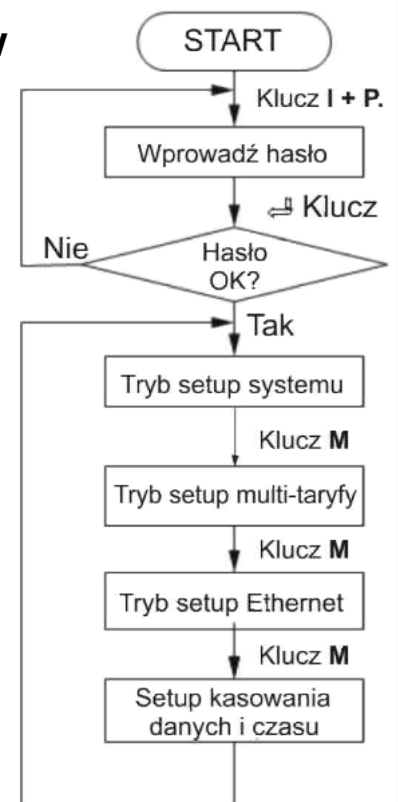 START
Klucz I + P.
Wprowadź hasło
Klucz
Nie
Hasło
OK?
Tak
Tryb setup systemu
Klucz M
Tryb setup multi-taryfy
Klucz M
Tryb setup Ethernet
Klucz M
Setup kasowania
danych i czasu